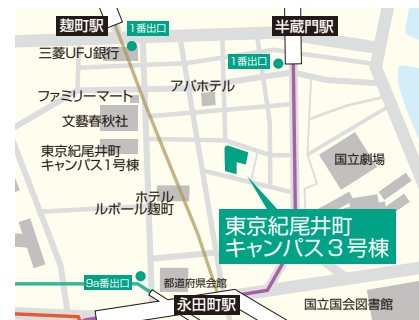 麹町駅
半蔵門駅
1番出口
三菱UFJ銀行
1番出口
アパホテル
ファミリーマート
文藝春秋社
東京紀尾井町
キャンパス1号棟
国立劇場
ホテル
ルポール麹町
東京紀尾井町
キャンパス3号棟
9a番出口
都道府県会館
永田町駅
国立国会図書館